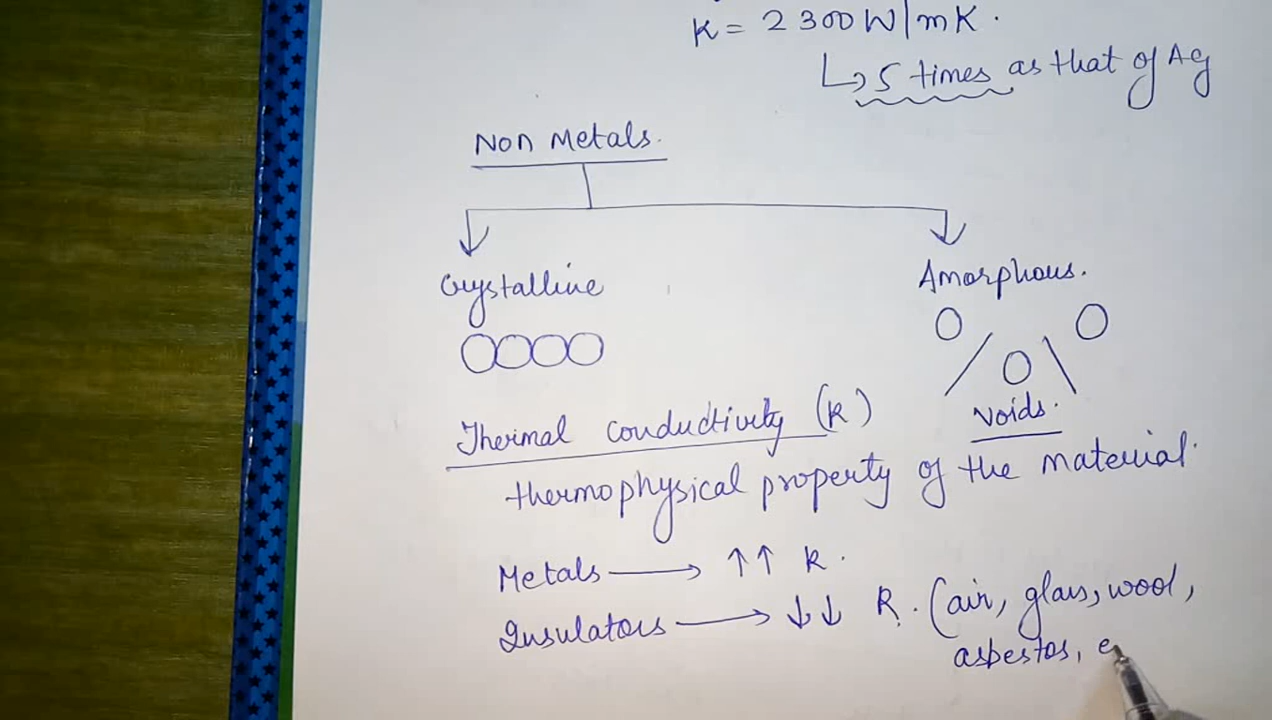 K = 2300 W/mK.
↳ 5 times as that of Ag
Non Metals.
Crystalline
Amorphous.
Voids.
Thermal conductivity (K)
thermophysical property of the material.
Metals → ↑↑ K.
Insulators → ↓↓ K. (air, glass, wool,
asbestos, e